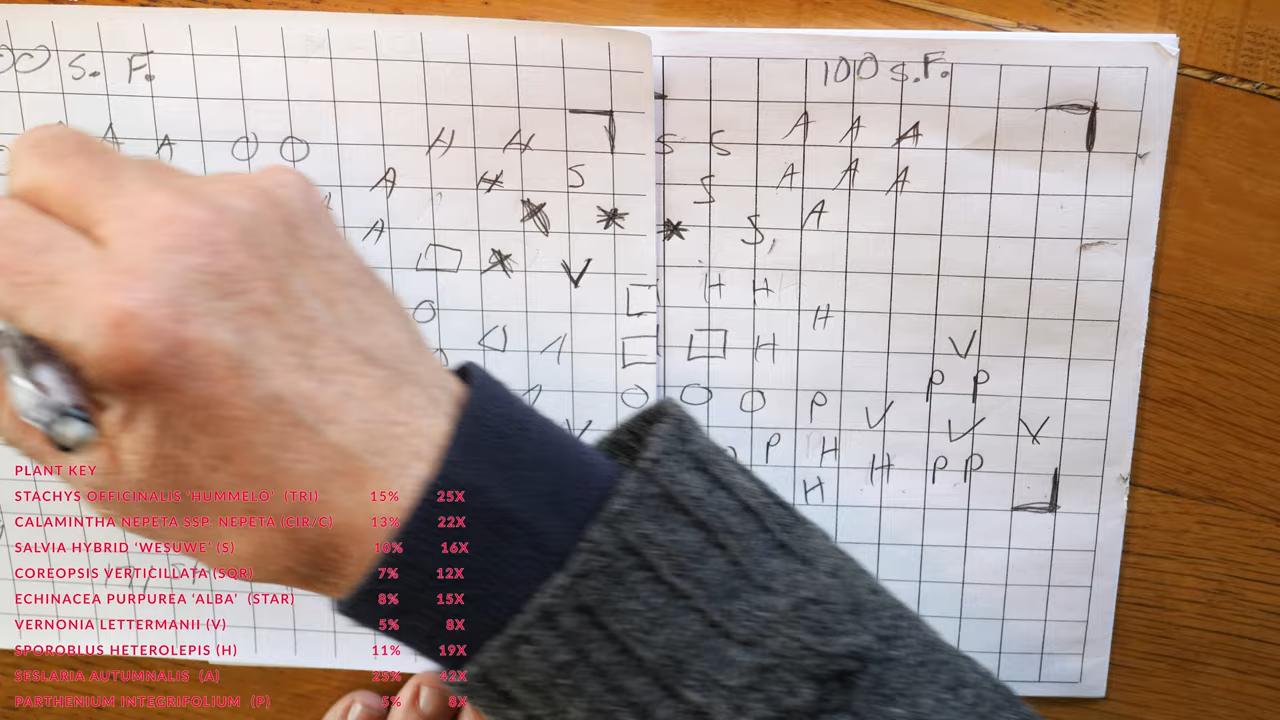 00 S. F.
100 S.F.
A A O O H H S S A A A
A H S S A A A
A * * * S, A
□ * V
□ H H
O H
□ □ H V
P P
O O O P V V V
V P H H P P
H
PLANT KEY
STACHYS OFFICINALIS 'HUMMELO' (TRI) 15% 25X
CALAMINTHA NEPETA SSP. NEPETA (CIR/C) 13% 22X
SALVIA HYBRID 'WESUWE' (S) 10% 16X
COREOPSIS VERTICILLATA (SQR) 7% 12X
ECHINACEA PURPUREA 'ALBA' (STAR) 8% 15X
VERNONIA LETTERMANII (V) 5% 8X
SPOROBLUS HETEROLEPIS (H) 11% 19X
SESLARIA AUTUMNALIS (A) 25% 42X
PARTHENIUM INTEGRIFOLIUM (P) 5% 8X